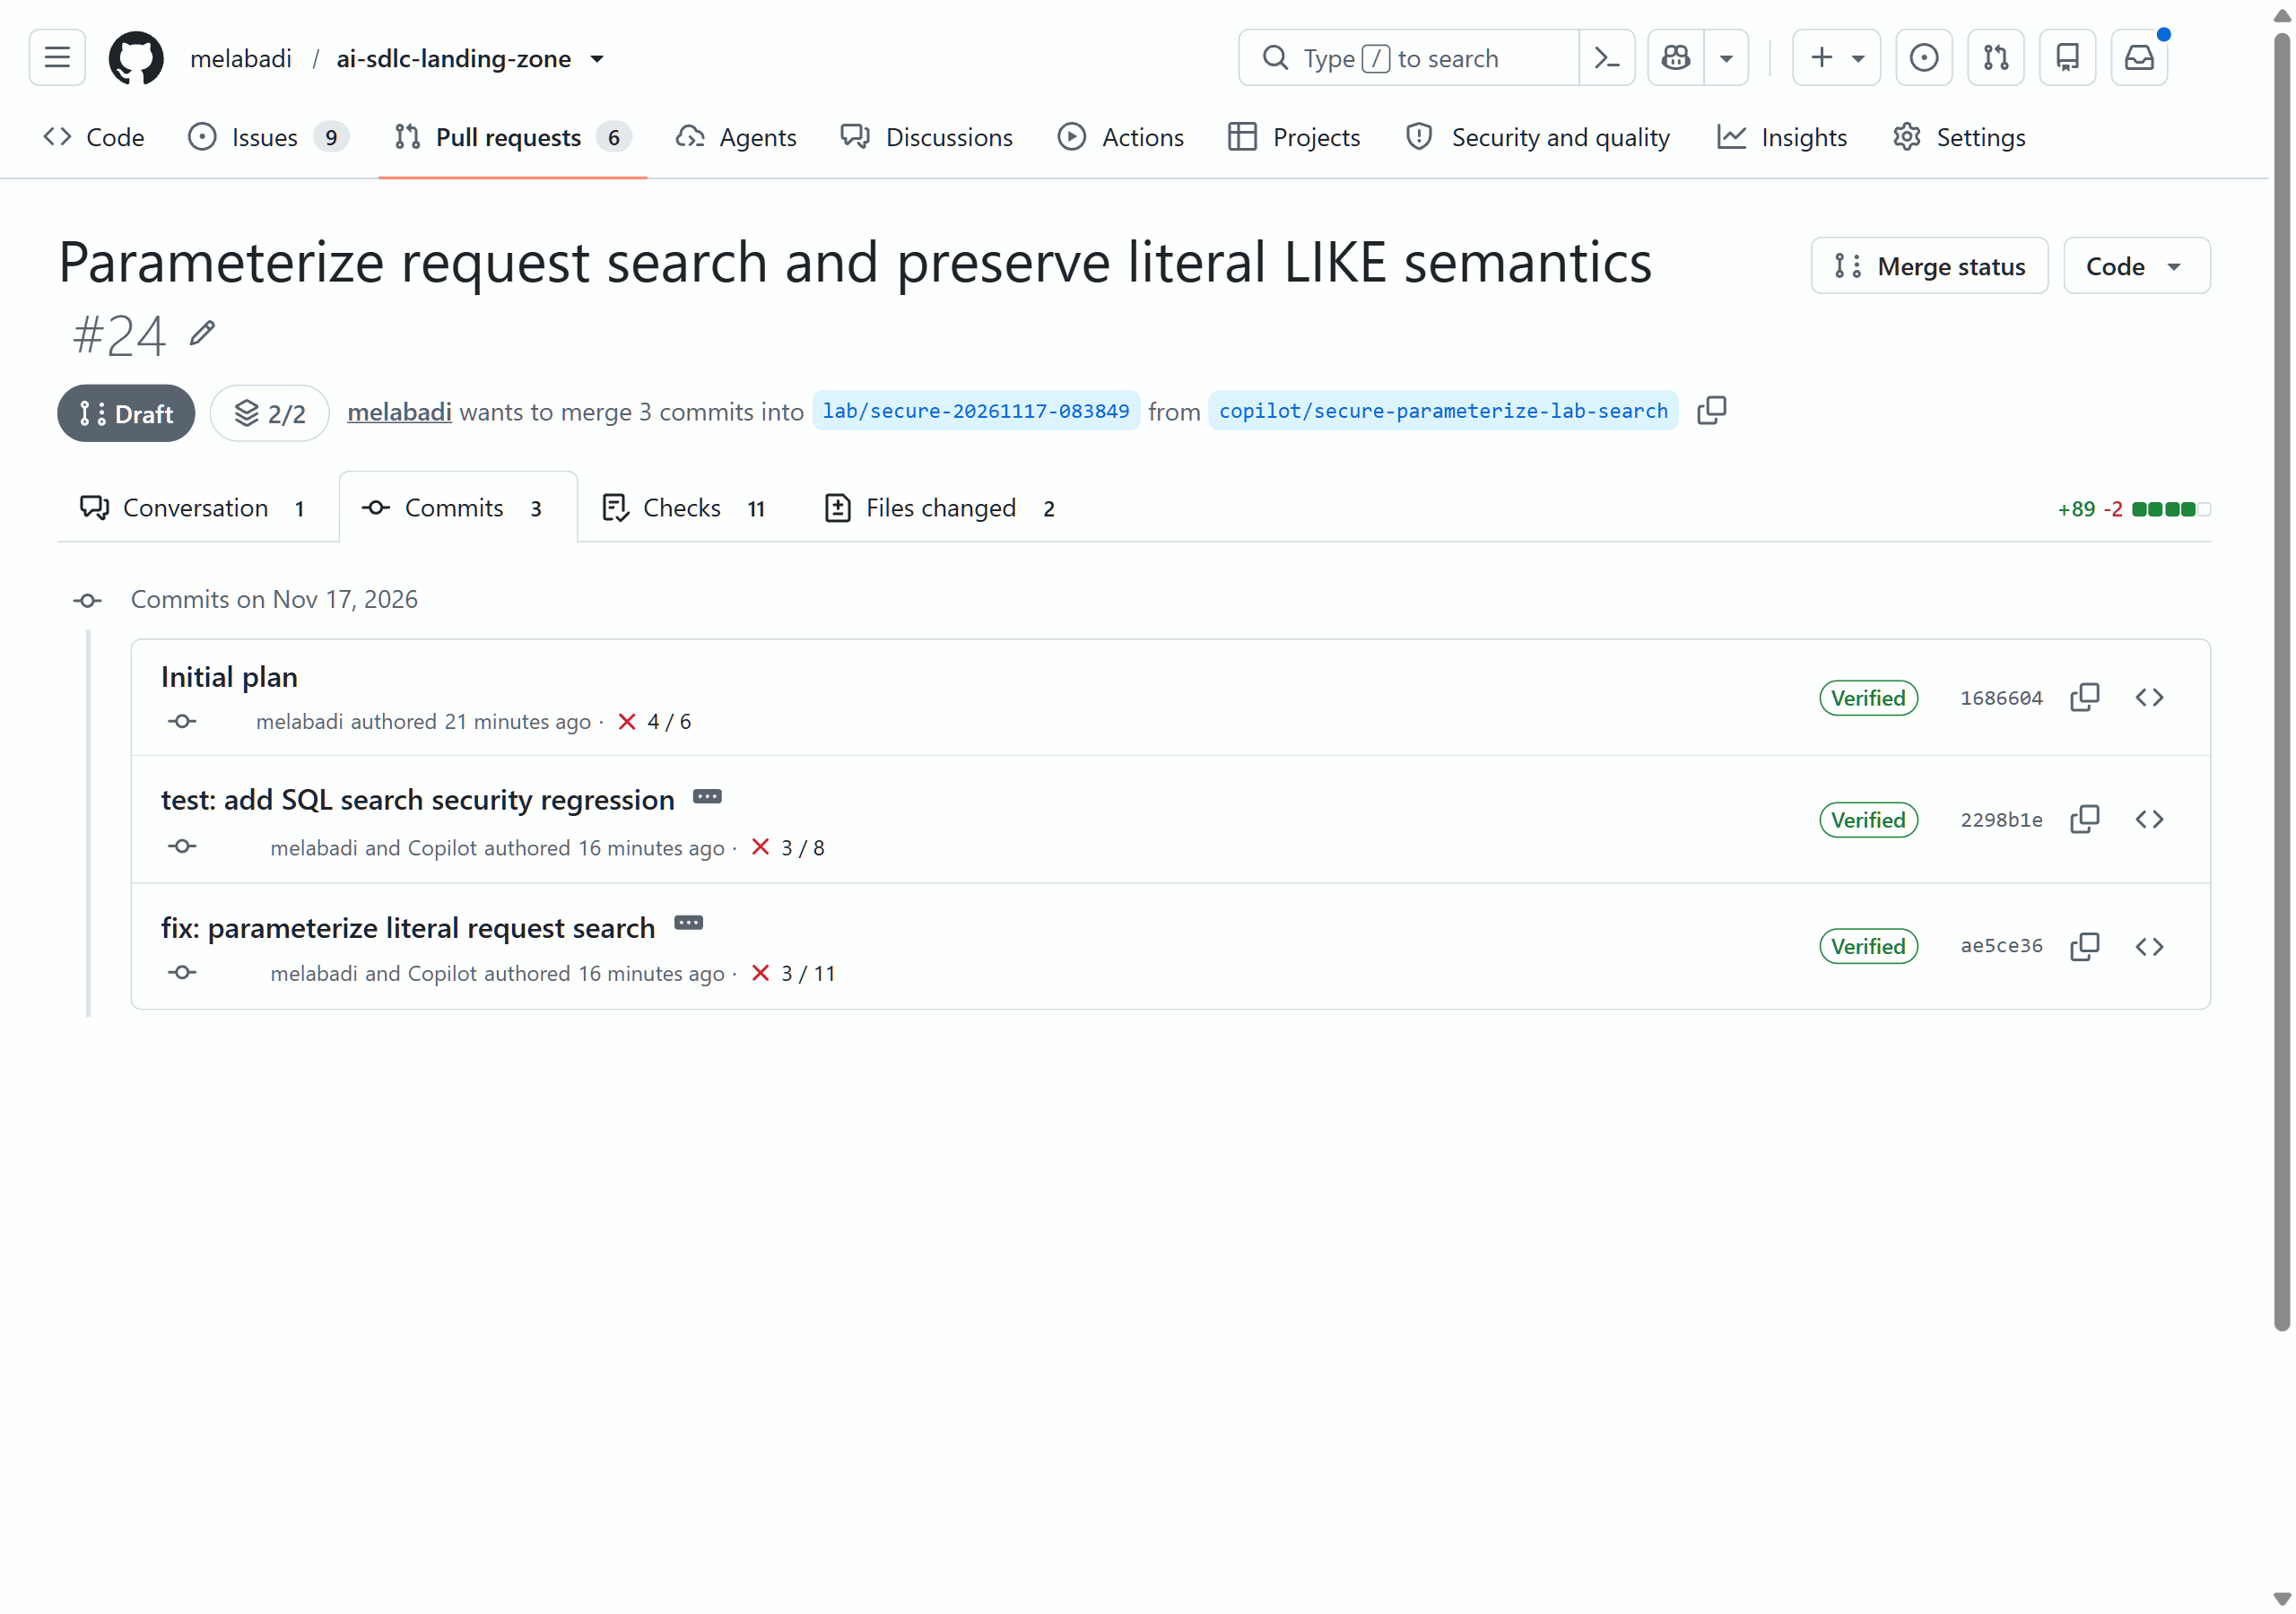 melabadi / ai-sdlc-landing-zone
Type / to search
Code
Issues 9
Pull requests 6
Agents
Discussions
Actions
Projects
Security and quality
Insights
Settings
Parameterize request search and preserve literal LIKE semantics
#24
Merge status
Code
Draft
2/2
melabadi wants to merge 3 commits into lab/secure-20261117-083849 from copilot/secure-parameterize-lab-search
Conversation 1
Commits 3
Checks 11
Files changed 2
+89 -2
Commits on Nov 17, 2026
Initial plan
melabadi authored 21 minutes ago · 4 / 6
Verified
1686604
test: add SQL search security regression
melabadi and Copilot authored 16 minutes ago · 3 / 8
Verified
2298b1e
fix: parameterize literal request search
melabadi and Copilot authored 16 minutes ago · 3 / 11
Verified
ae5ce36